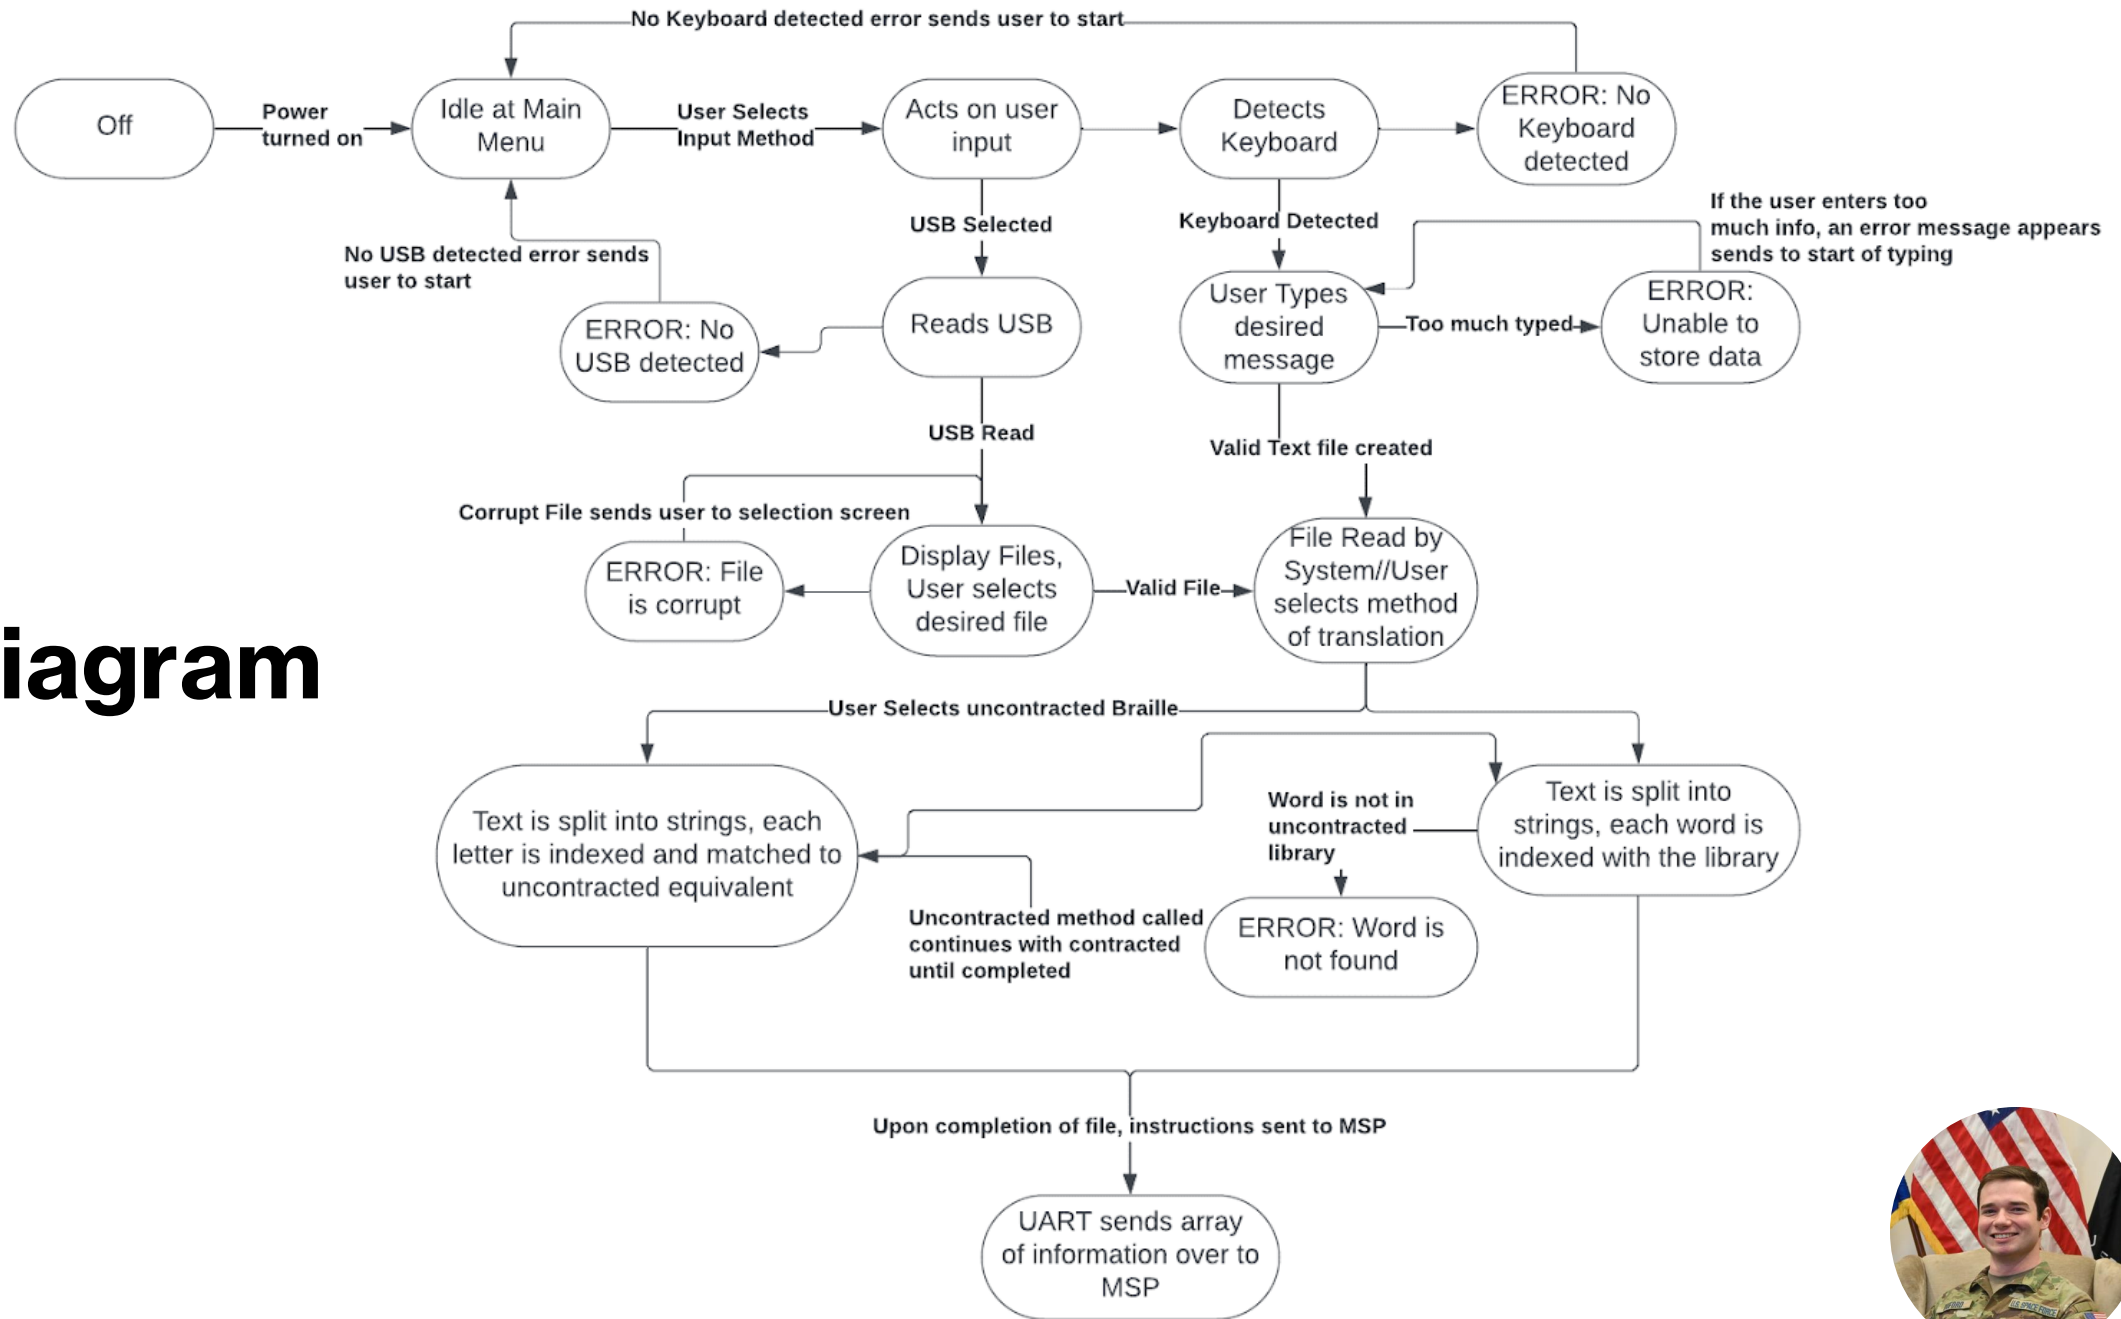 No Keyboard detected error sends user to start
Off
Power
turned on
Idle at Main
Menu
User Selects
Input Method
Acts on user
input
Detects
Keyboard
ERROR: No
Keyboard
detected
No USB detected error sends
user to start
USB Selected
Keyboard Detected
If the user enters too
much info, an error message appears
sends to start of typing
ERROR: No
USB detected
Reads USB
User Types
desired
message
Too much typed
ERROR:
Unable to
store data
USB Read
Valid Text file created
Corrupt File sends user to selection screen
ERROR: File
is corrupt
Display Files,
User selects
desired file
Valid File
File Read by
System//User
selects method
of translation
iagram
User Selects uncontracted Braille
Text is split into strings, each
letter is indexed and matched to
uncontracted equivalent
Word is not in
uncontracted
library
Text is split into
strings, each word is
indexed with the library
Uncontracted method called
continues with contracted
until completed
ERROR: Word is
not found
Upon completion of file, instructions sent to MSP
UART sends array
of information over to
MSP
U.S. SPACE FORCE